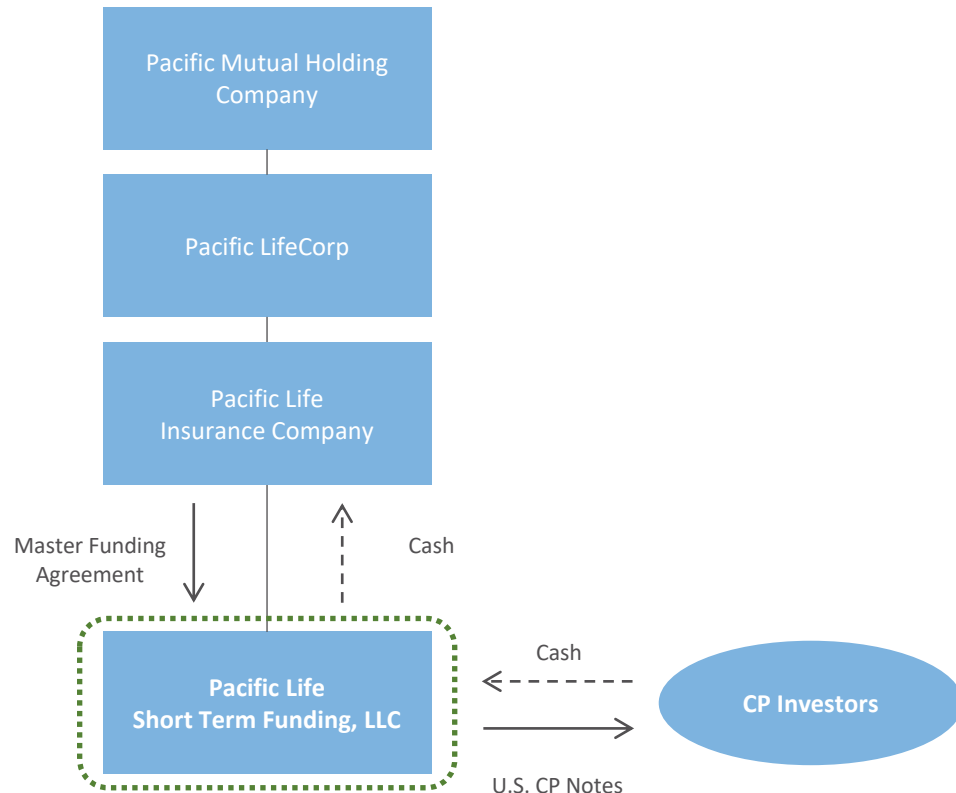 Pacific Mutual Holding
Company
Pacific LifeCorp
Pacific Life
Insurance Company
Master Funding
Agreement
Cash
Pacific Life
Short Term Funding, LLC
Cash
CP Investors
U.S. CP Notes